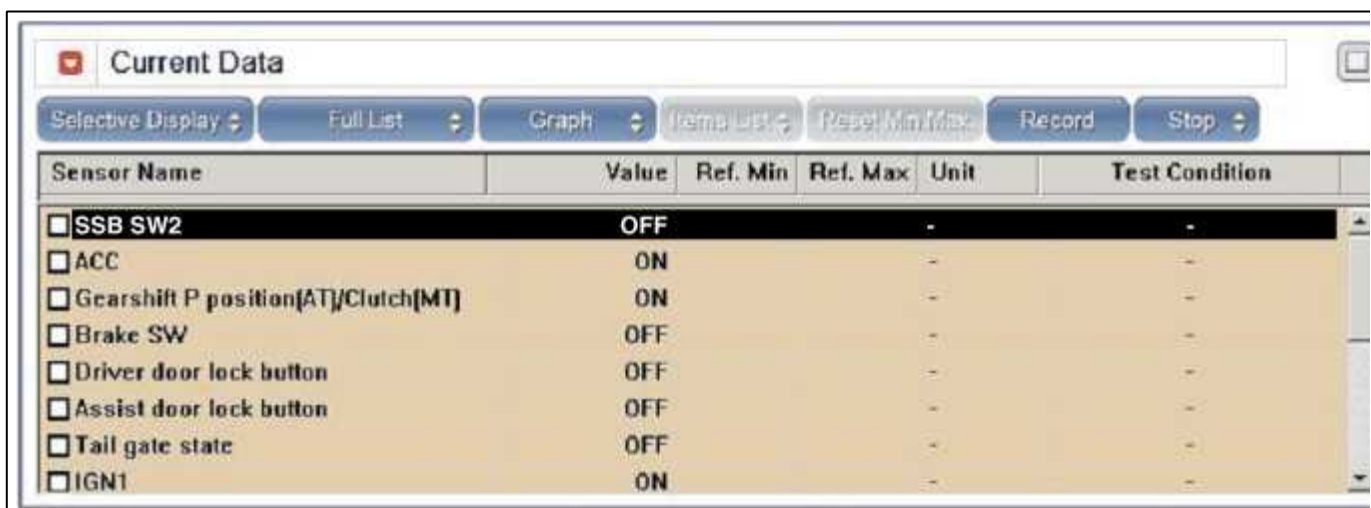 Current Data
Selective Display Full List Graph Items List Reset Min.Max. Record Stop
Sensor Name Value Ref. Min Ref. Max Unit Test Condition
SSB SW2 OFF - -
ACC ON - -
Gearshift P position(AT)/Clutch(MT) ON - -
Brake SW OFF - -
Driver door lock button OFF - -
Assist door lock button OFF - -
Tail gate state OFF - -
IGN1 ON - -